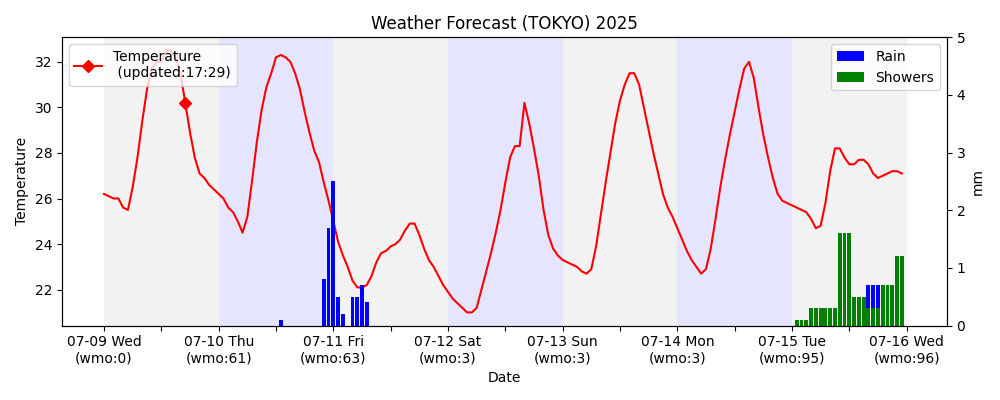 Weather Forecast (TOKYO) 2025
Temperature
(updated:17:29)
Rain
Showers
32
30
28
26
24
22
Temperature
5
4
3
2
1
0
mm
07-09 Wed
(wmo:0)
07-10 Thu
(wmo:61)
07-11 Fri
(wmo:63)
07-12 Sat
(wmo:3)
07-13 Sun
(wmo:3)
07-14 Mon
(wmo:3)
07-15 Tue
(wmo:95)
07-16 Wed
(wmo:96)
Date